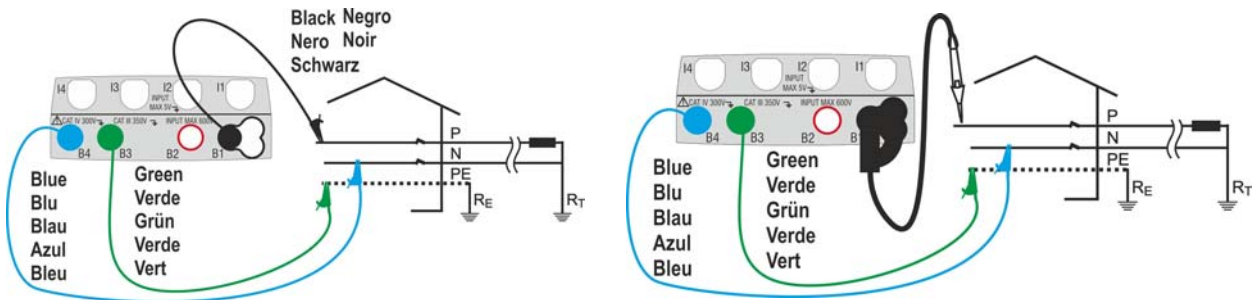 Black Negro
Nero Noir
Schwarz
I4 I3 I2 I1
INPUT
MAX 5V
CAT IV 300V CAT III 350V INPUT MAX 600V
B4 B3 B2 B1
P
N
PE
RE
RT
Blue
Blu
Blau
Azul
Bleu
Green
Verde
Grün
Verde
Vert
I4 I3 I2 I1
INPUT
MAX 5V
CAT IV 300V CAT III 350V INPUT MAX 600V
B4 B3 B2 B1
P
N
PE
RE
RT
Blue
Blu
Blau
Azul
Bleu
Green
Verde
Grün
Verde
Vert